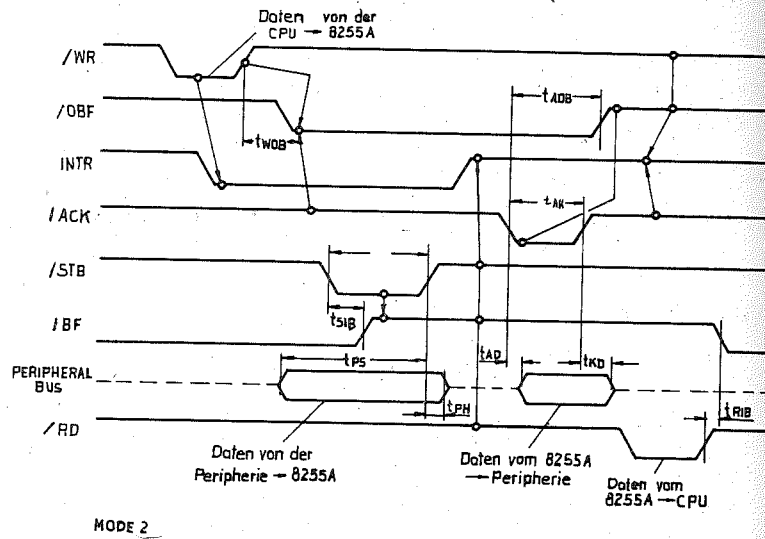 Daten von der
CPU → 8255A
/WR
/OBF
tAOB
tWOB
INTR
/ACK
tAK
/STB
tSIB
IBF
tPS
tAD
tKD
PERIPHERAL
BUS
tPH
tRIB
/RD
Daten von der
Peripherie → 8255A
Daten vom 8255A
→ Peripherie
Daten vom
8255A → CPU
MODE 2